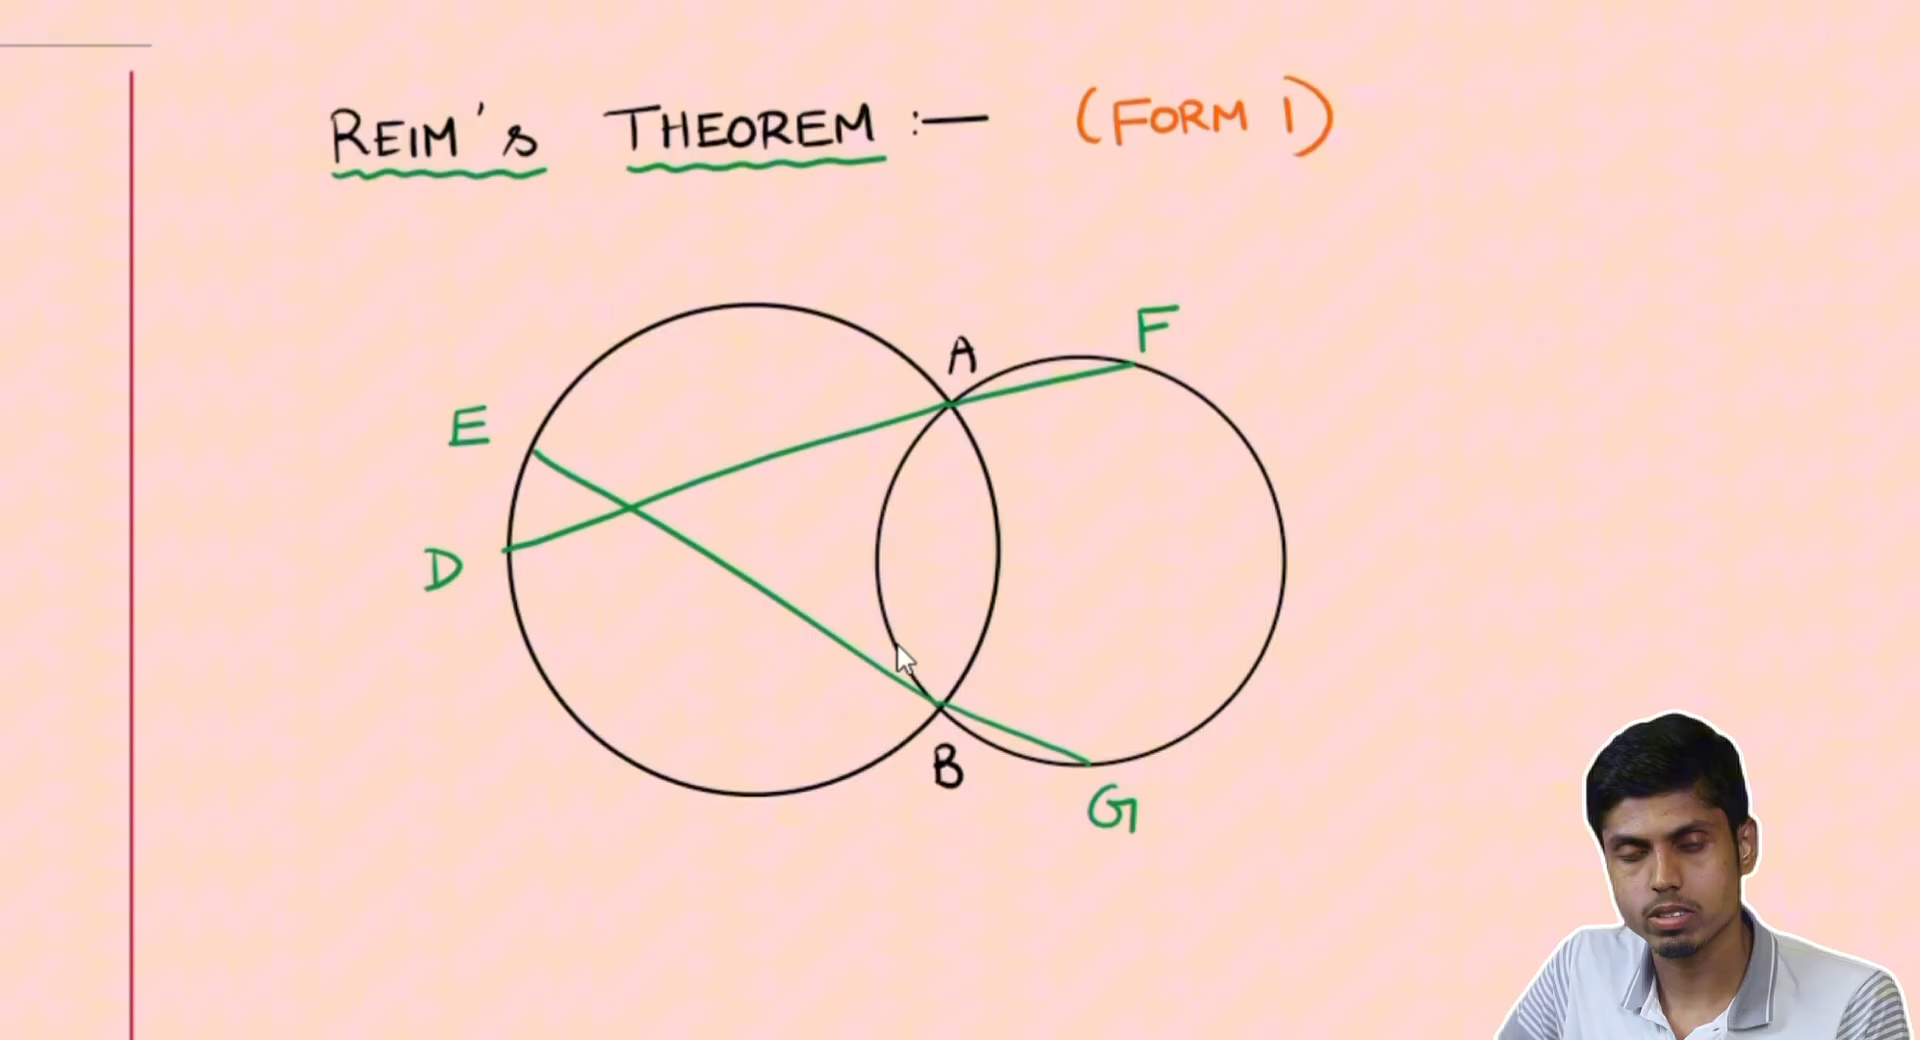 REIM's THEOREM :— (FORM 1)
A
F
E
D
B
G